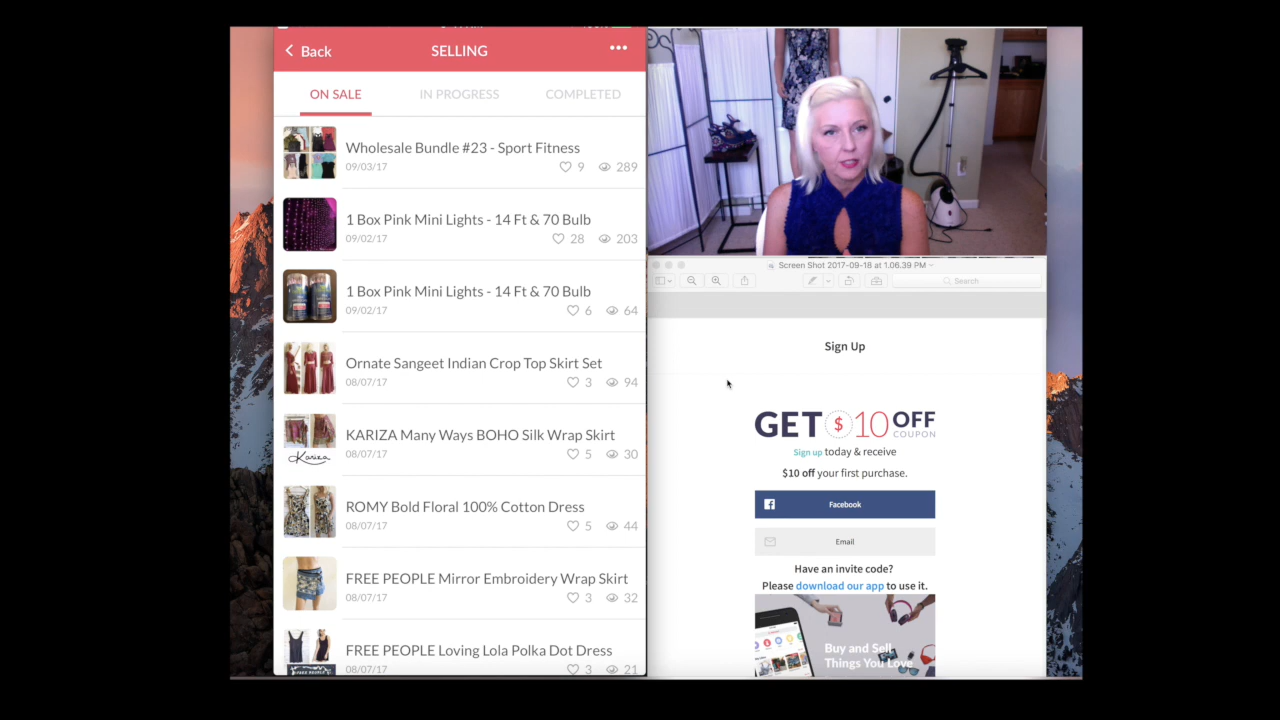 Back
SELLING
ON SALE
IN PROGRESS
COMPLETED
Wholesale Bundle #23 - Sport Fitness
09/03/17
9
289
1 Box Pink Mini Lights - 14 Ft & 70 Bulb
09/02/17
28
203
1 Box Pink Mini Lights - 14 Ft & 70 Bulb
09/02/17
6
64
Ornate Sangeet Indian Crop Top Skirt Set
08/07/17
3
94
KARIZA Many Ways BOHO Silk Wrap Skirt
08/07/17
5
30
Kariza
ROMY Bold Floral 100% Cotton Dress
08/07/17
5
44
FREE PEOPLE Mirror Embroidery Wrap Skirt
08/07/17
3
32
FREE PEOPLE Loving Lola Polka Dot Dress
08/07/17
3
21
FREE PEOPLE
Screen Shot 2017-09-18 at 1.06.39 PM
Search
Sign Up
GET $10 OFF
COUPON
Sign up today & receive
$10 off your first purchase.
Facebook
Email
Have an invite code?
Please download our app to use it.
Buy and Sell
Things You Love